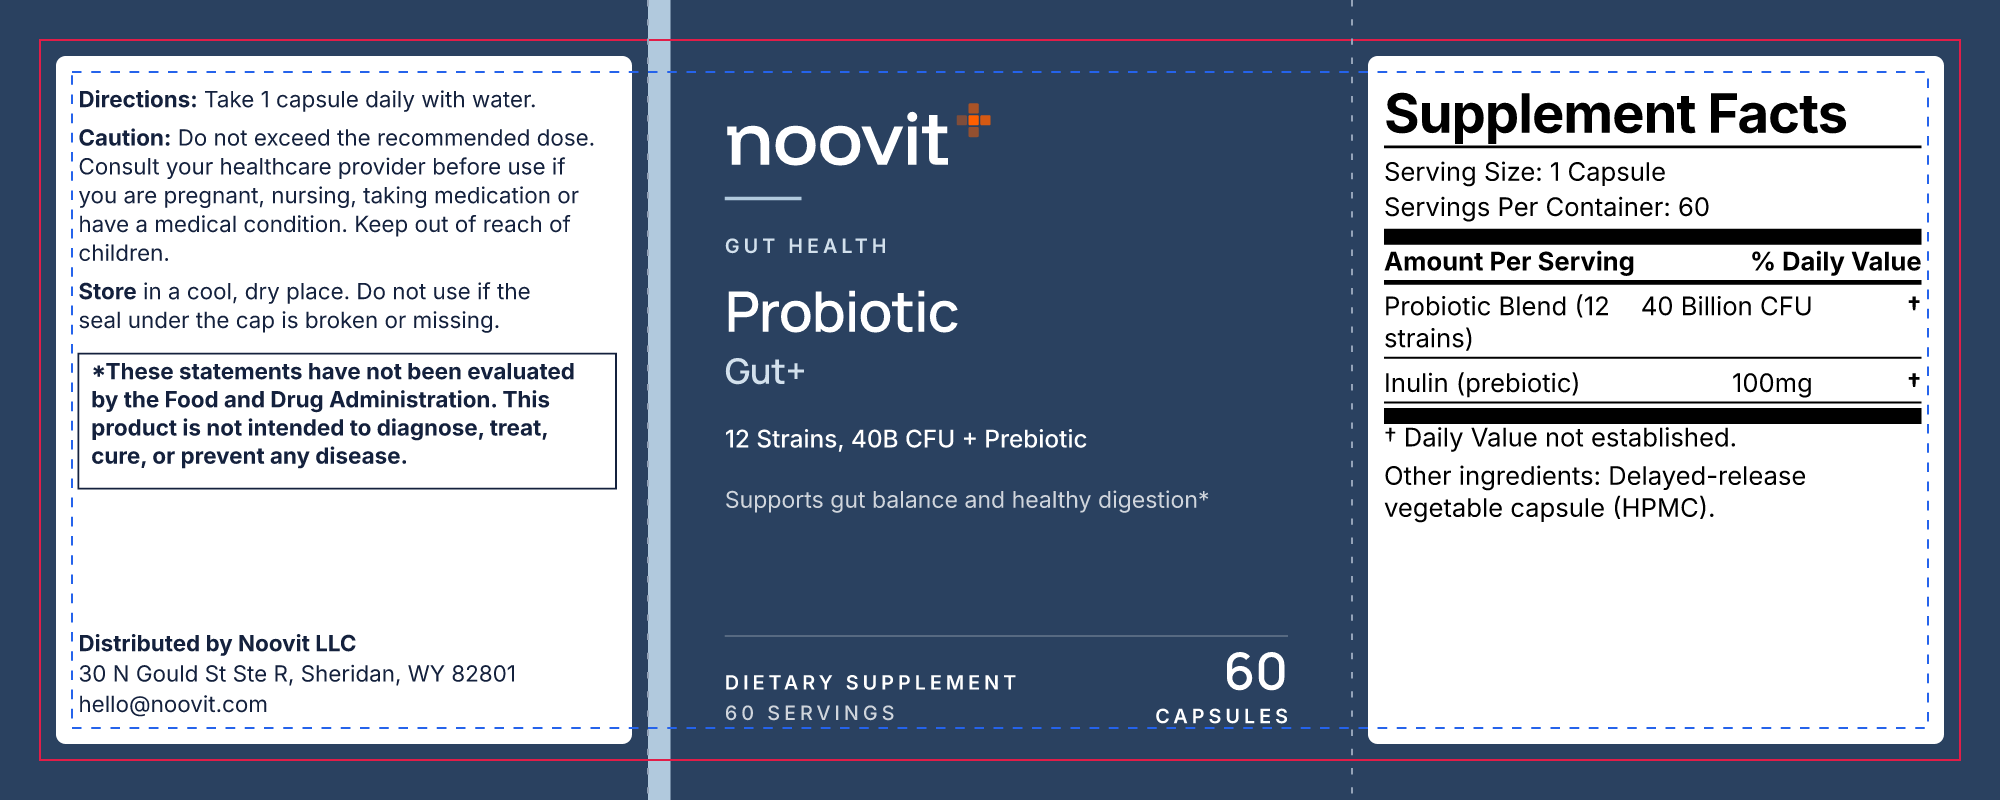 Directions: Take 1 capsule daily with water.
Caution: Do not exceed the recommended dose.
Consult your healthcare provider before use if
you are pregnant, nursing, taking medication or
have a medical condition. Keep out of reach of
children.
Store in a cool, dry place. Do not use if the
seal under the cap is broken or missing.
*These statements have not been evaluated
by the Food and Drug Administration. This
product is not intended to diagnose, treat,
cure, or prevent any disease.
Distributed by Noovit LLC
30 N Gould St Ste R, Sheridan, WY 82801
hello@noovit.com
noovit
GUT HEALTH
Probiotic
Gut+
12 Strains, 40B CFU + Prebiotic
Supports gut balance and healthy digestion*
DIETARY SUPPLEMENT
60 SERVINGS
60
CAPSULES
Supplement Facts
Serving Size: 1 Capsule
Servings Per Container: 60
Amount Per Serving % Daily Value
Probiotic Blend (12 40 Billion CFU †
strains)
Inulin (prebiotic) 100mg †
† Daily Value not established.
Other ingredients: Delayed-release
vegetable capsule (HPMC).